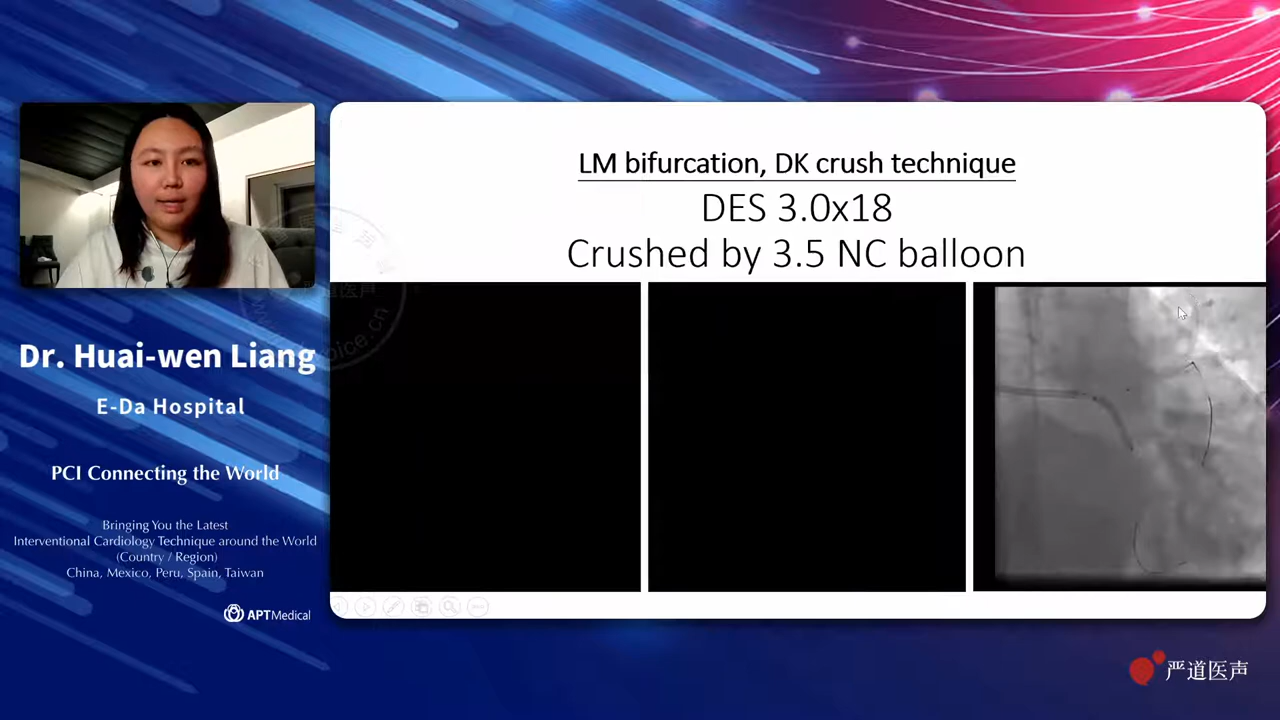 LM bifurcation, DK crush technique
DES 3.0x18
Crushed by 3.5 NC balloon
Dr. Huai-wen Liang
E-Da Hospital
PCI Connecting the World
Bringing You the Latest
Interventional Cardiology Technique around the World
(Country / Region)
China, Mexico, Peru, Spain, Taiwan
APTMedical
严道医声